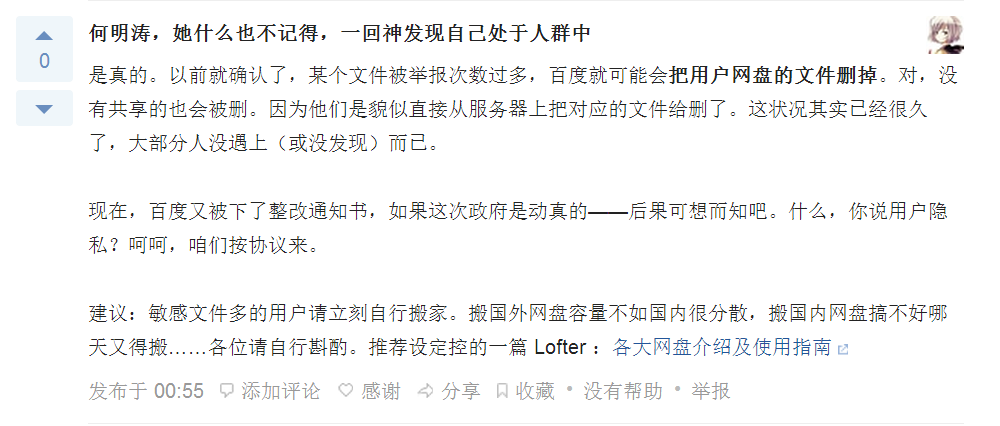 何明涛，她什么也不记得，一回神发现自己处于人群中
0
是真的。以前就确认了，某个文件被举报次数过多，百度就可能会把用户网盘的文件删掉。对，没
有共享的也会被删。因为他们是貌似直接从服务器上把对应的文件给删了。这状况其实已经很久
了，大部分人没遇上（或没发现）而已。
现在，百度又被下了整改通知书，如果这次政府是动真的——后果可想而知吧。什么，你说用户隐
私？呵呵，咱们按协议来。
建议：敏感文件多的用户请立刻自行搬家。搬国外网盘容量不如国内很分散，搬国内网盘搞不好哪
天又得搬……各位请自行斟酌。推荐设定控的一篇 Lofter ：各大网盘介绍及使用指南
发布于 00:55 添加评论 感谢 分享 收藏 • 没有帮助 • 举报